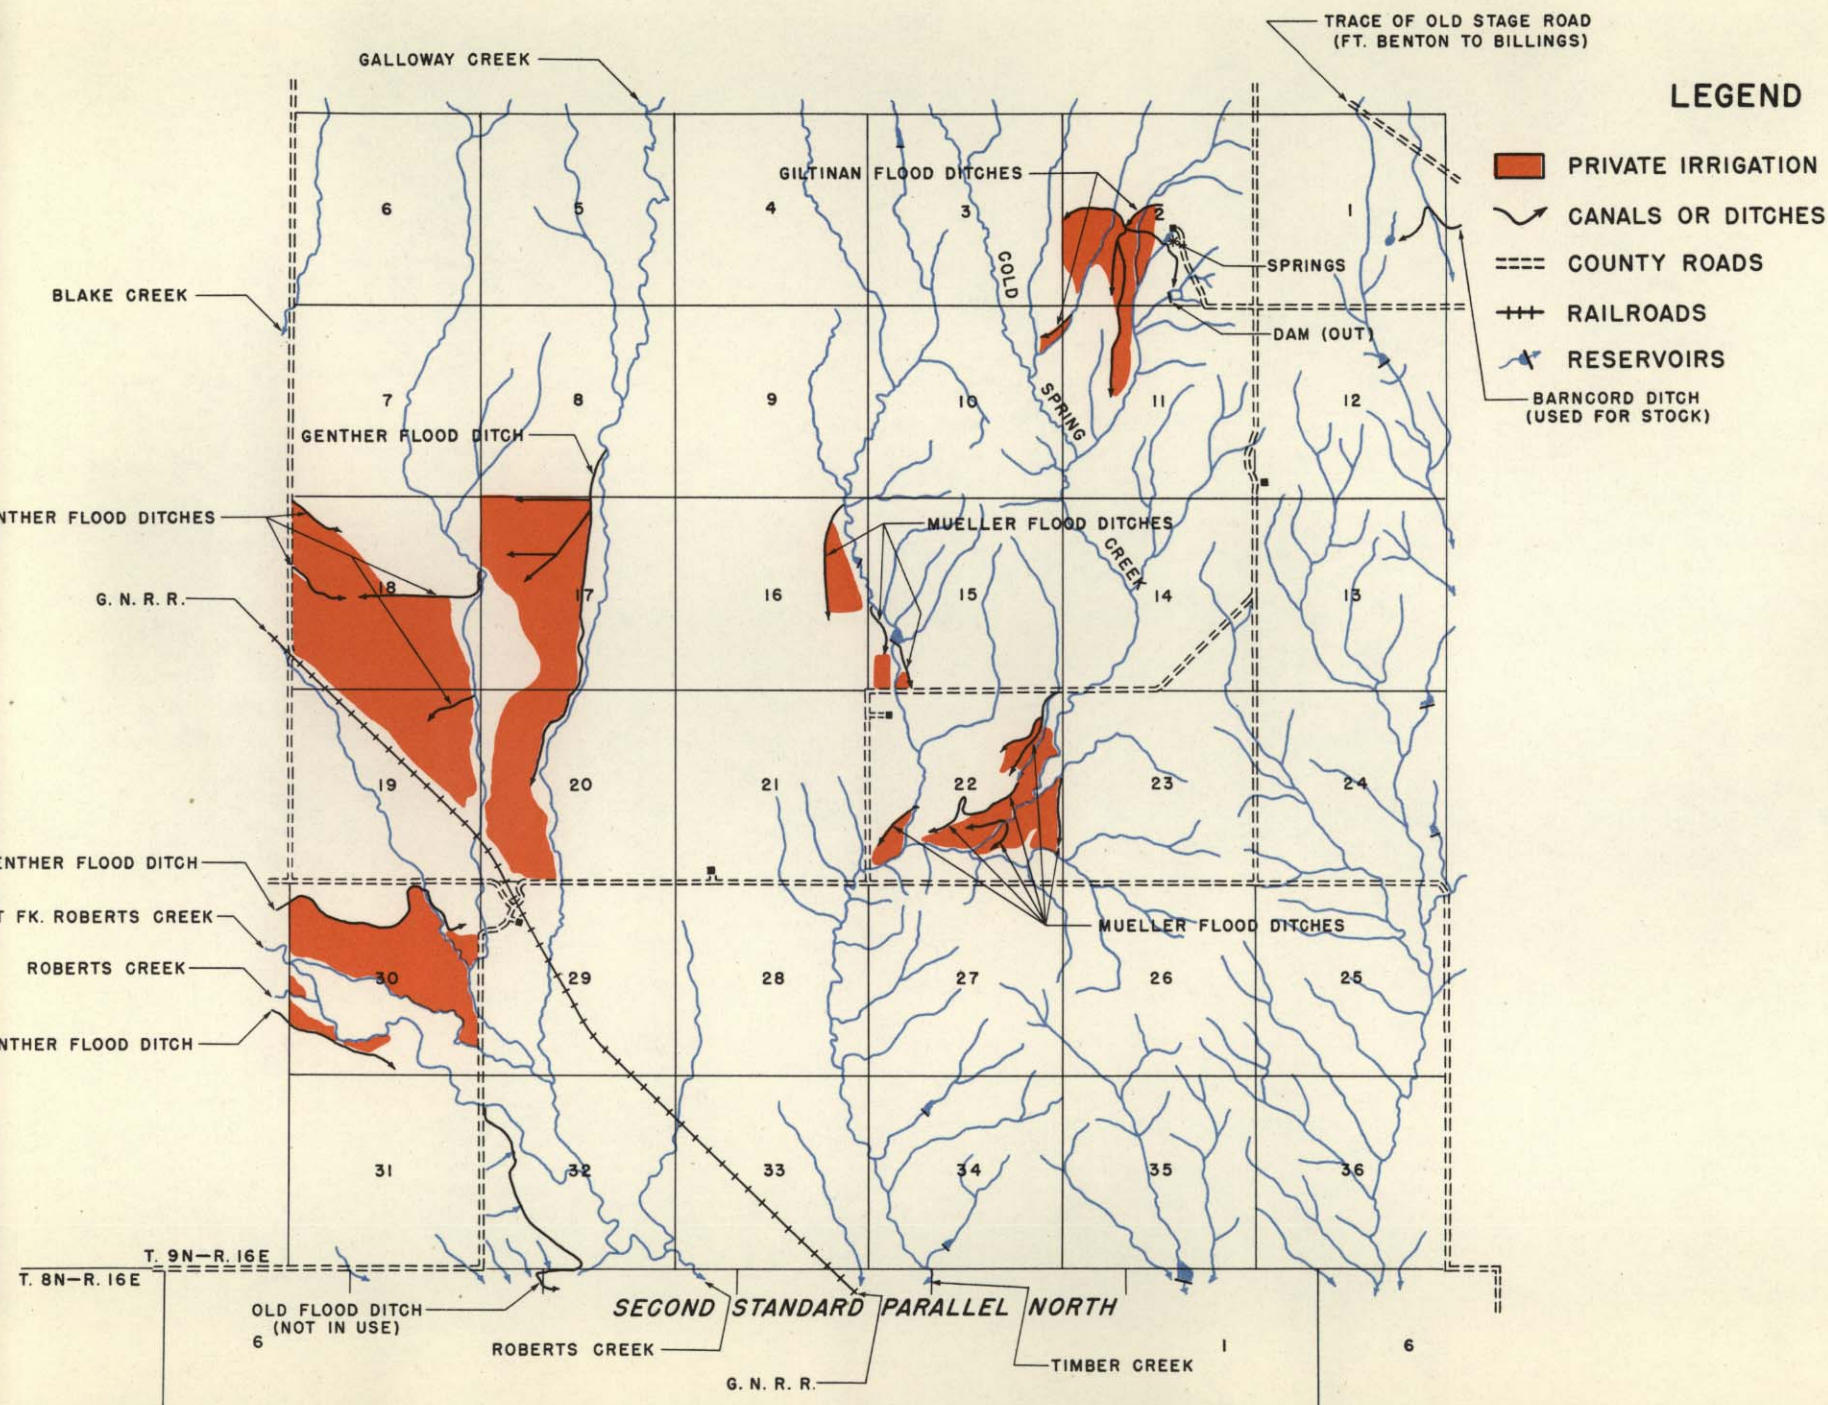 TRACE OF OLD STAGE ROAD
(FT. BENTON TO BILLINGS)
GALLOWAY CREEK
LEGEND
PRIVATE IRRIGATION
CANALS OR DITCHES
COUNTY ROADS
RAILROADS
RESERVOIRS
BARNCORD DITCH
(USED FOR STOCK)
GILTINAN FLOOD DITCHES
6
5
4
3
2
1
COLD
SPRINGS
BLAKE CREEK
DAM (OUT)
7
8
9
10
SPRING
11
12
GENTHER FLOOD DITCH
NTHER FLOOD DITCHES
MUELLER FLOOD DITCHES
CREEK
G. N. R. R.
18
17
16
15
14
13
19
20
21
22
23
24
ENTHER FLOOD DITCH
T FK. ROBERTS CREEK
MUELLER FLOOD DITCHES
ROBERTS CREEK
30
29
28
27
26
25
NTHER FLOOD DITCH
31
32
33
34
35
36
T. 9N—R. 16E
T. 8N—R. 16E
OLD FLOOD DITCH
(NOT IN USE)
SECOND STANDARD PARALLEL NORTH
6
ROBERTS CREEK
1
6
TIMBER CREEK
G. N. R. R.